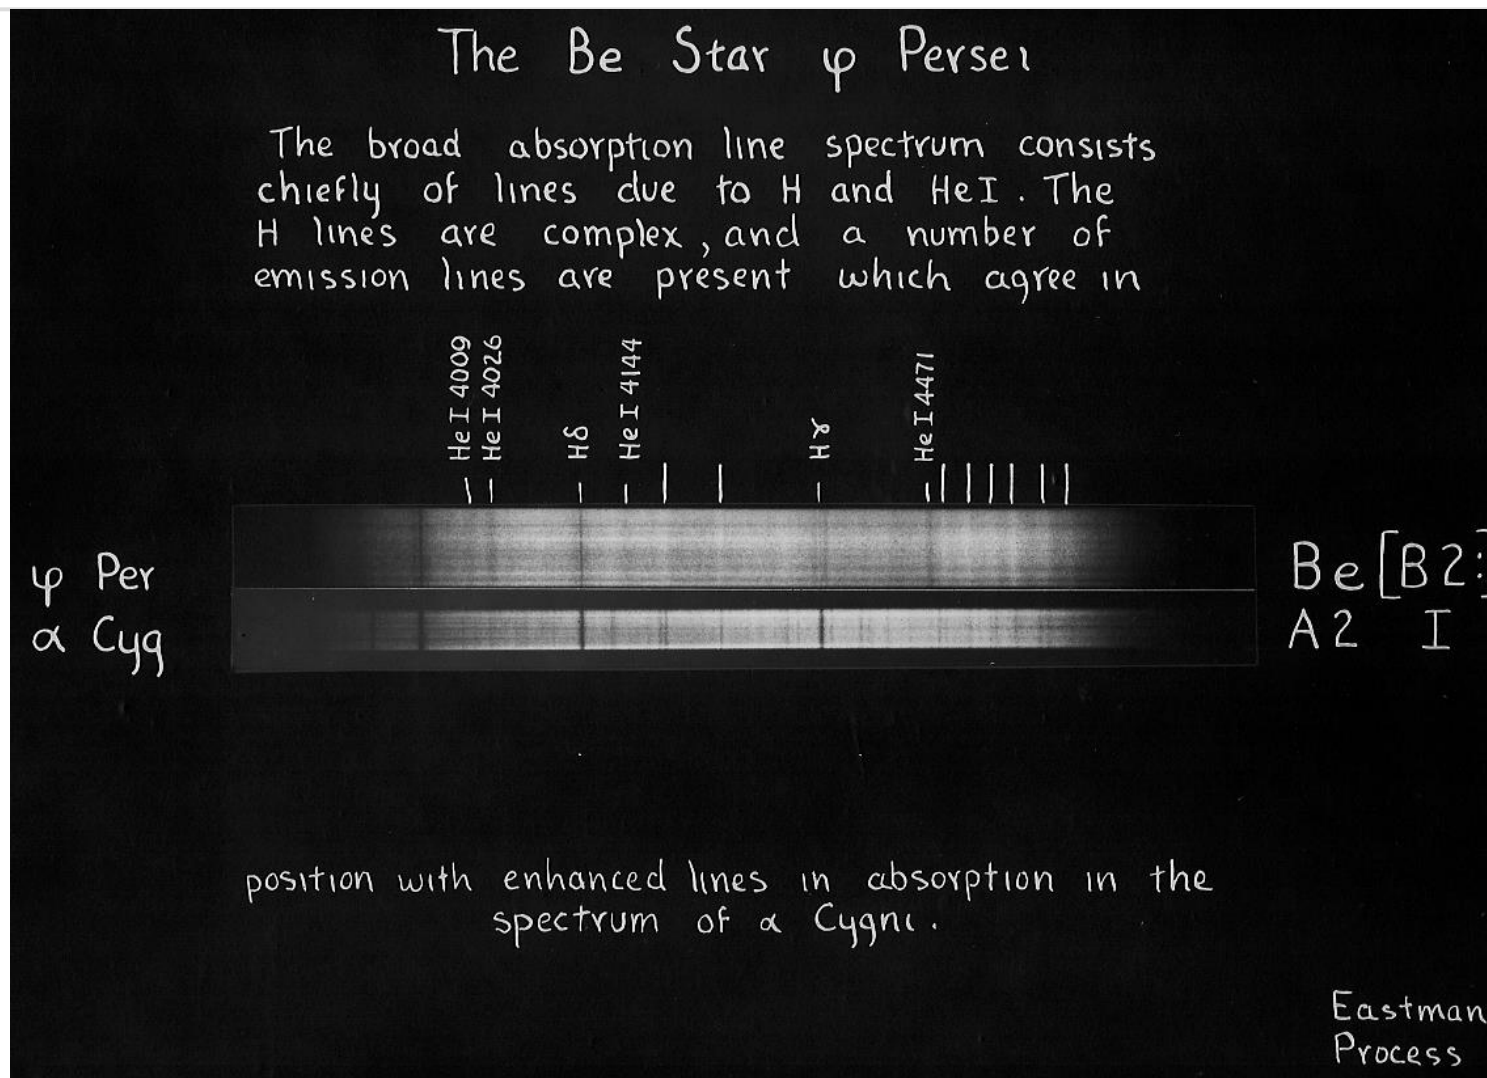 The Be Star φ Persei
The broad absorption line spectrum consists
chiefly of lines due to H and HeI. The
H lines are complex, and a number of
emission lines are present which agree in
He I 4009
He I 4026
Hδ
He I 4144
Hγ
He I 4471
φ Per
Be [B2:]
α Cyg
A2 I
position with enhanced lines in absorption in the
spectrum of α Cygni.
Eastman
Process